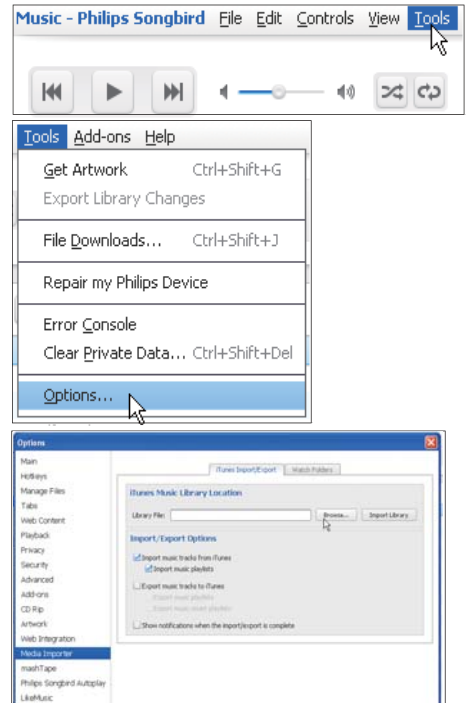 Music - Philips Songbird File Edit Controls View Tools
Tools Add-ons Help
Get Artwork Ctrl+Shift+G
Export Library Changes
File Downloads... Ctrl+Shift+J
Repair my Philips Device
Error Console
Clear Private Data... Ctrl+Shift+Del
Options...
Options
Main
Hotkeys
Manage Files
Tabs
Web Content
Playback
Privacy
Security
Advanced
Add-ons
CD Rip
Artwork
Web Integration
Media Importer
mashTape
Philips Songbird Autoplay
LikeMusic
iTunes Import/Export Watch Folders
iTunes Music Library Location
Library File: Browse... Import Library
Import/Export Options
Import music tracks from iTunes
Import music playlists
Export music tracks to iTunes
Export music playlists
Export music smart playlists
Show notifications when the import/export is complete